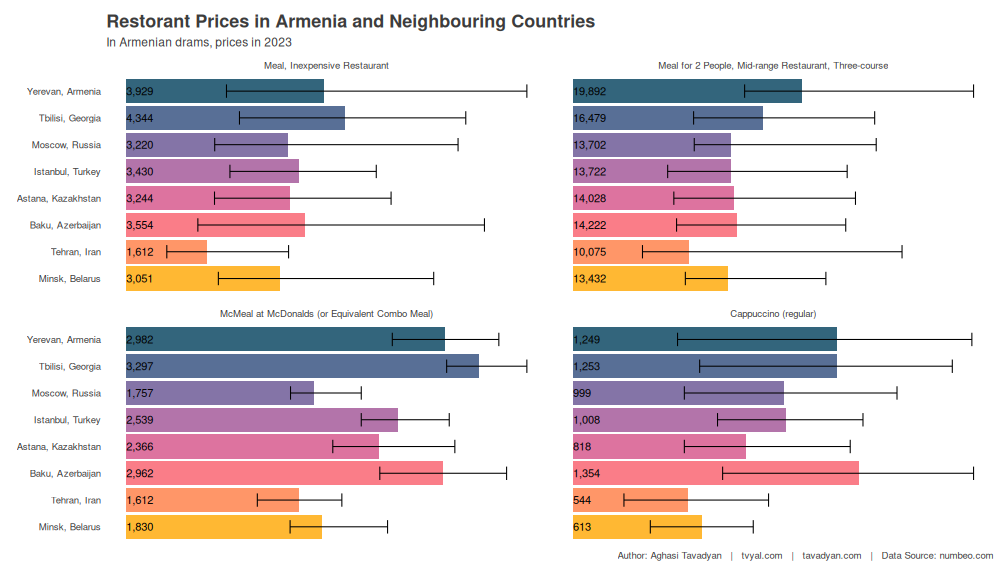 Restorant Prices in Armenia and Neighbouring Countries
In Armenian drams, prices in 2023
Meal, Inexpensive Restaurant
Yerevan, Armenia 3,929
Tbilisi, Georgia 4,344
Moscow, Russia 3,220
Istanbul, Turkey 3,430
Astana, Kazakhstan 3,244
Baku, Azerbaijan 3,554
Tehran, Iran 1,612
Minsk, Belarus 3,051
Meal for 2 People, Mid-range Restaurant, Three-course
19,892
16,479
13,702
13,722
14,028
14,222
10,075
13,432
McMeal at McDonalds (or Equivalent Combo Meal)
Yerevan, Armenia 2,982
Tbilisi, Georgia 3,297
Moscow, Russia 1,757
Istanbul, Turkey 2,539
Astana, Kazakhstan 2,366
Baku, Azerbaijan 2,962
Tehran, Iran 1,612
Minsk, Belarus 1,830
Cappuccino (regular)
1,249
1,253
999
1,008
818
1,354
544
613
Author: Aghasi Tavadyan | tvyal.com | tavadyan.com | Data Source: numbeo.com